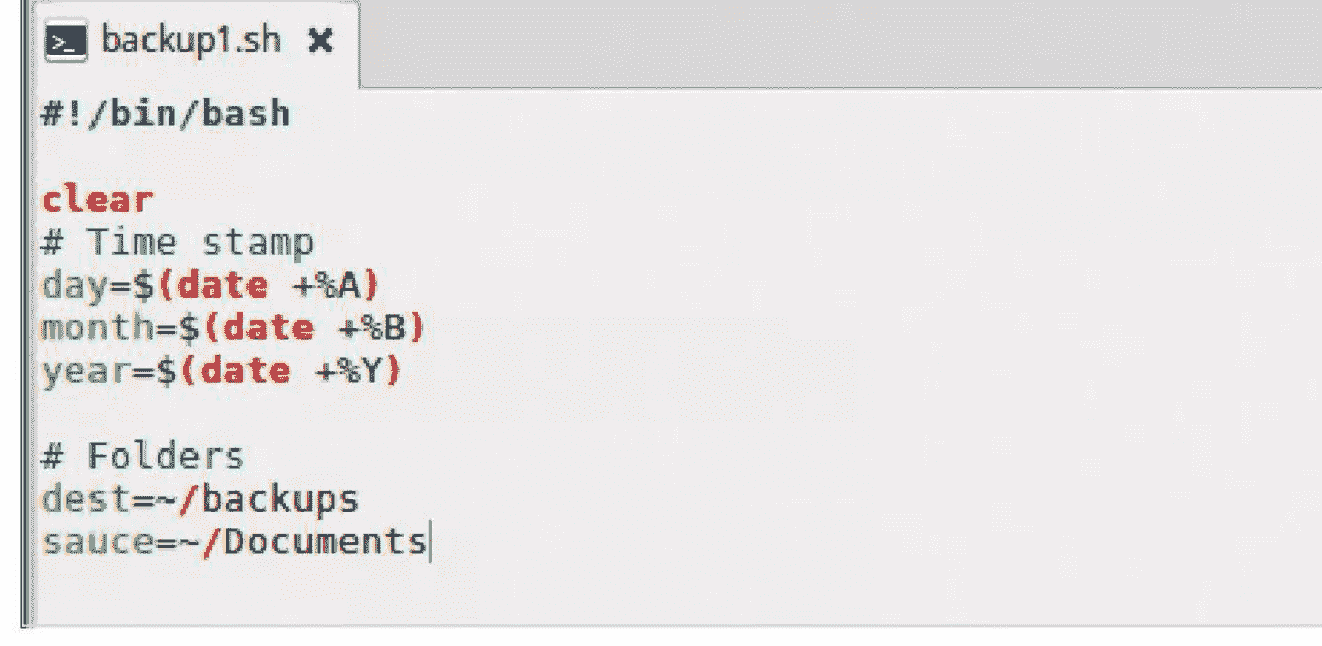 backup1.sh
#!/bin/bash
clear
# Time stamp
day=$(date +%A)
month=$(date +%B)
year=$(date +%Y)
# Folders
dest=~/backups
sauce=~/Documents